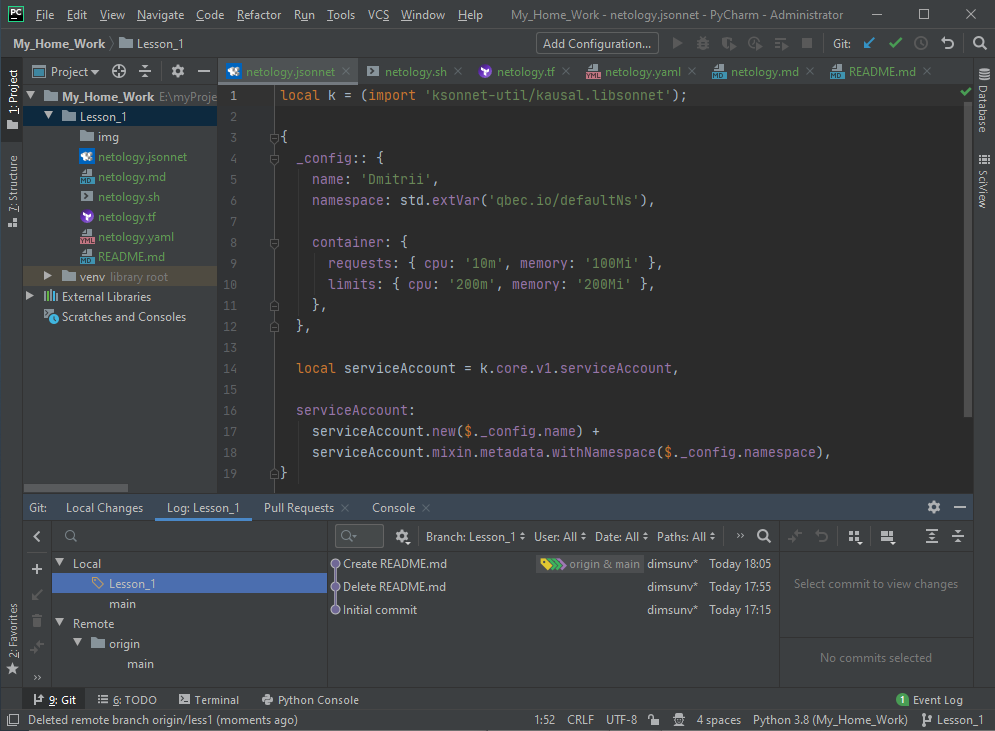 PC File Edit View Navigate Code Refactor Run Tools VCS Window Help My_Home_Work - netology.jsonnet - PyCharm - Administrator
My_Home_Work Lesson_1 Add Configuration... Git:
Project netology.jsonnet netology.sh netology.tf netology.yaml netology.md README.md
1: Project
7: Structure
2: Favorites
My_Home_Work E:\myProje
Lesson_1
img
netology.jsonnet
MD netology.md
netology.sh
netology.tf
YML netology.yaml
MD README.md
venv library root
External Libraries
Scratches and Consoles
1 local k = (import 'ksonnet-util/kausal.libsonnet');
2
3 {
4 _config:: {
5 name: 'Dmitrii',
6 namespace: std.extVar('qbec.io/defaultNs'),
7
8 container: {
9 requests: { cpu: '10m', memory: '100Mi' },
10 limits: { cpu: '200m', memory: '200Mi' },
11 },
12 },
13
14 local serviceAccount = k.core.v1.serviceAccount,
15
16 serviceAccount:
17 serviceAccount.new($._config.name) +
18 serviceAccount.mixin.metadata.withNamespace($._config.namespace),
19 }
Database
SciView
Git: Local Changes Log: Lesson_1 Pull Requests Console
Branch: Lesson_1 User: All Date: All Paths: All
Local
Lesson_1
main
Remote
origin
main
Create README.md origin & main dimsunv* Today 18:05
Delete README.md dimsunv* Today 17:55
Initial commit dimsunv* Today 17:15
Select commit to view changes
No commits selected
9: Git 6: TODO Terminal Python Console 1 Event Log
Deleted remote branch origin/less1 (moments ago) 1:52 CRLF UTF-8 4 spaces Python 3.8 (My_Home_Work) Lesson_1